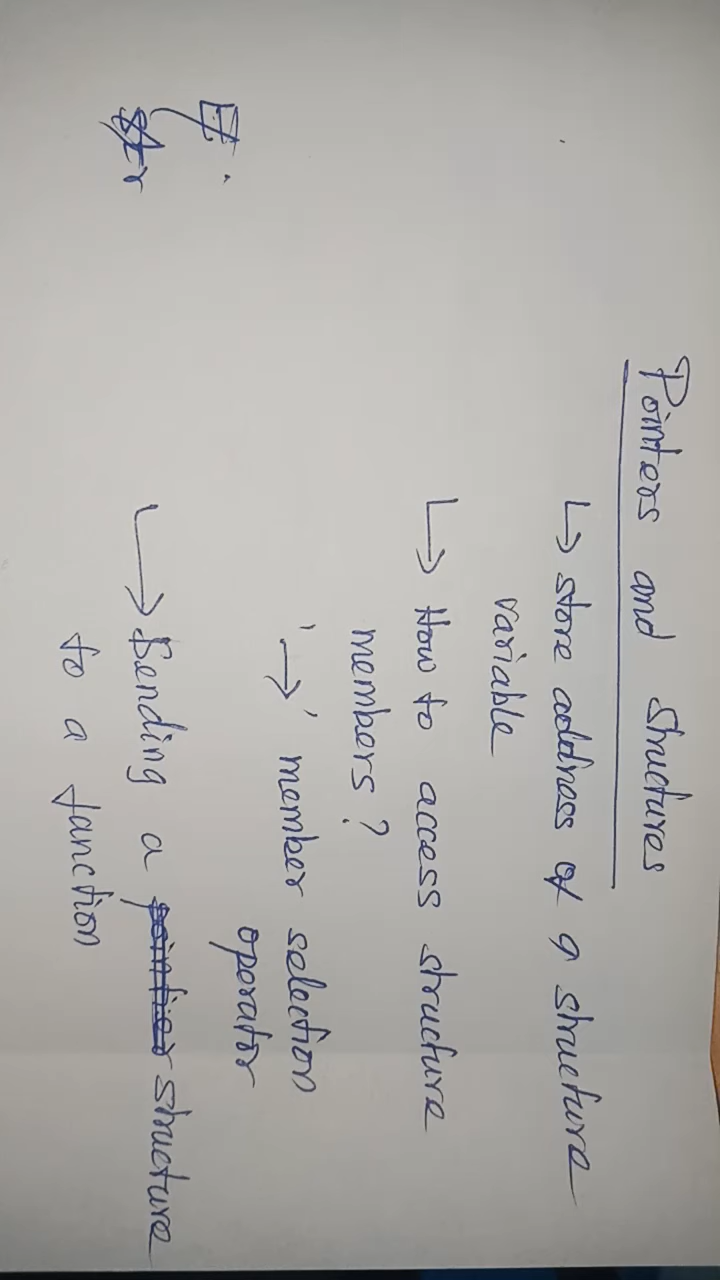 Pointers and structures
↳ store address of a structure
variable
↳ How to access structure
members?
'→' member selection
operator
↳ Sending a pointier structure
to a function